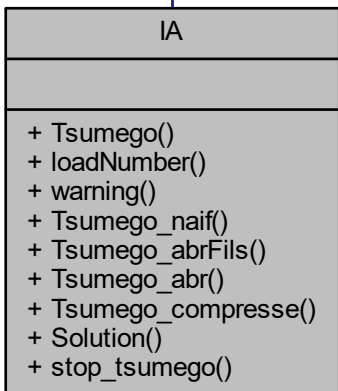 IA
+ Tsumego()
+ loadNumber()
+ warning()
+ Tsumego_naif()
+ Tsumego_abrFils()
+ Tsumego_abr()
+ Tsumego_compresse()
+ Solution()
+ stop_tsumego()